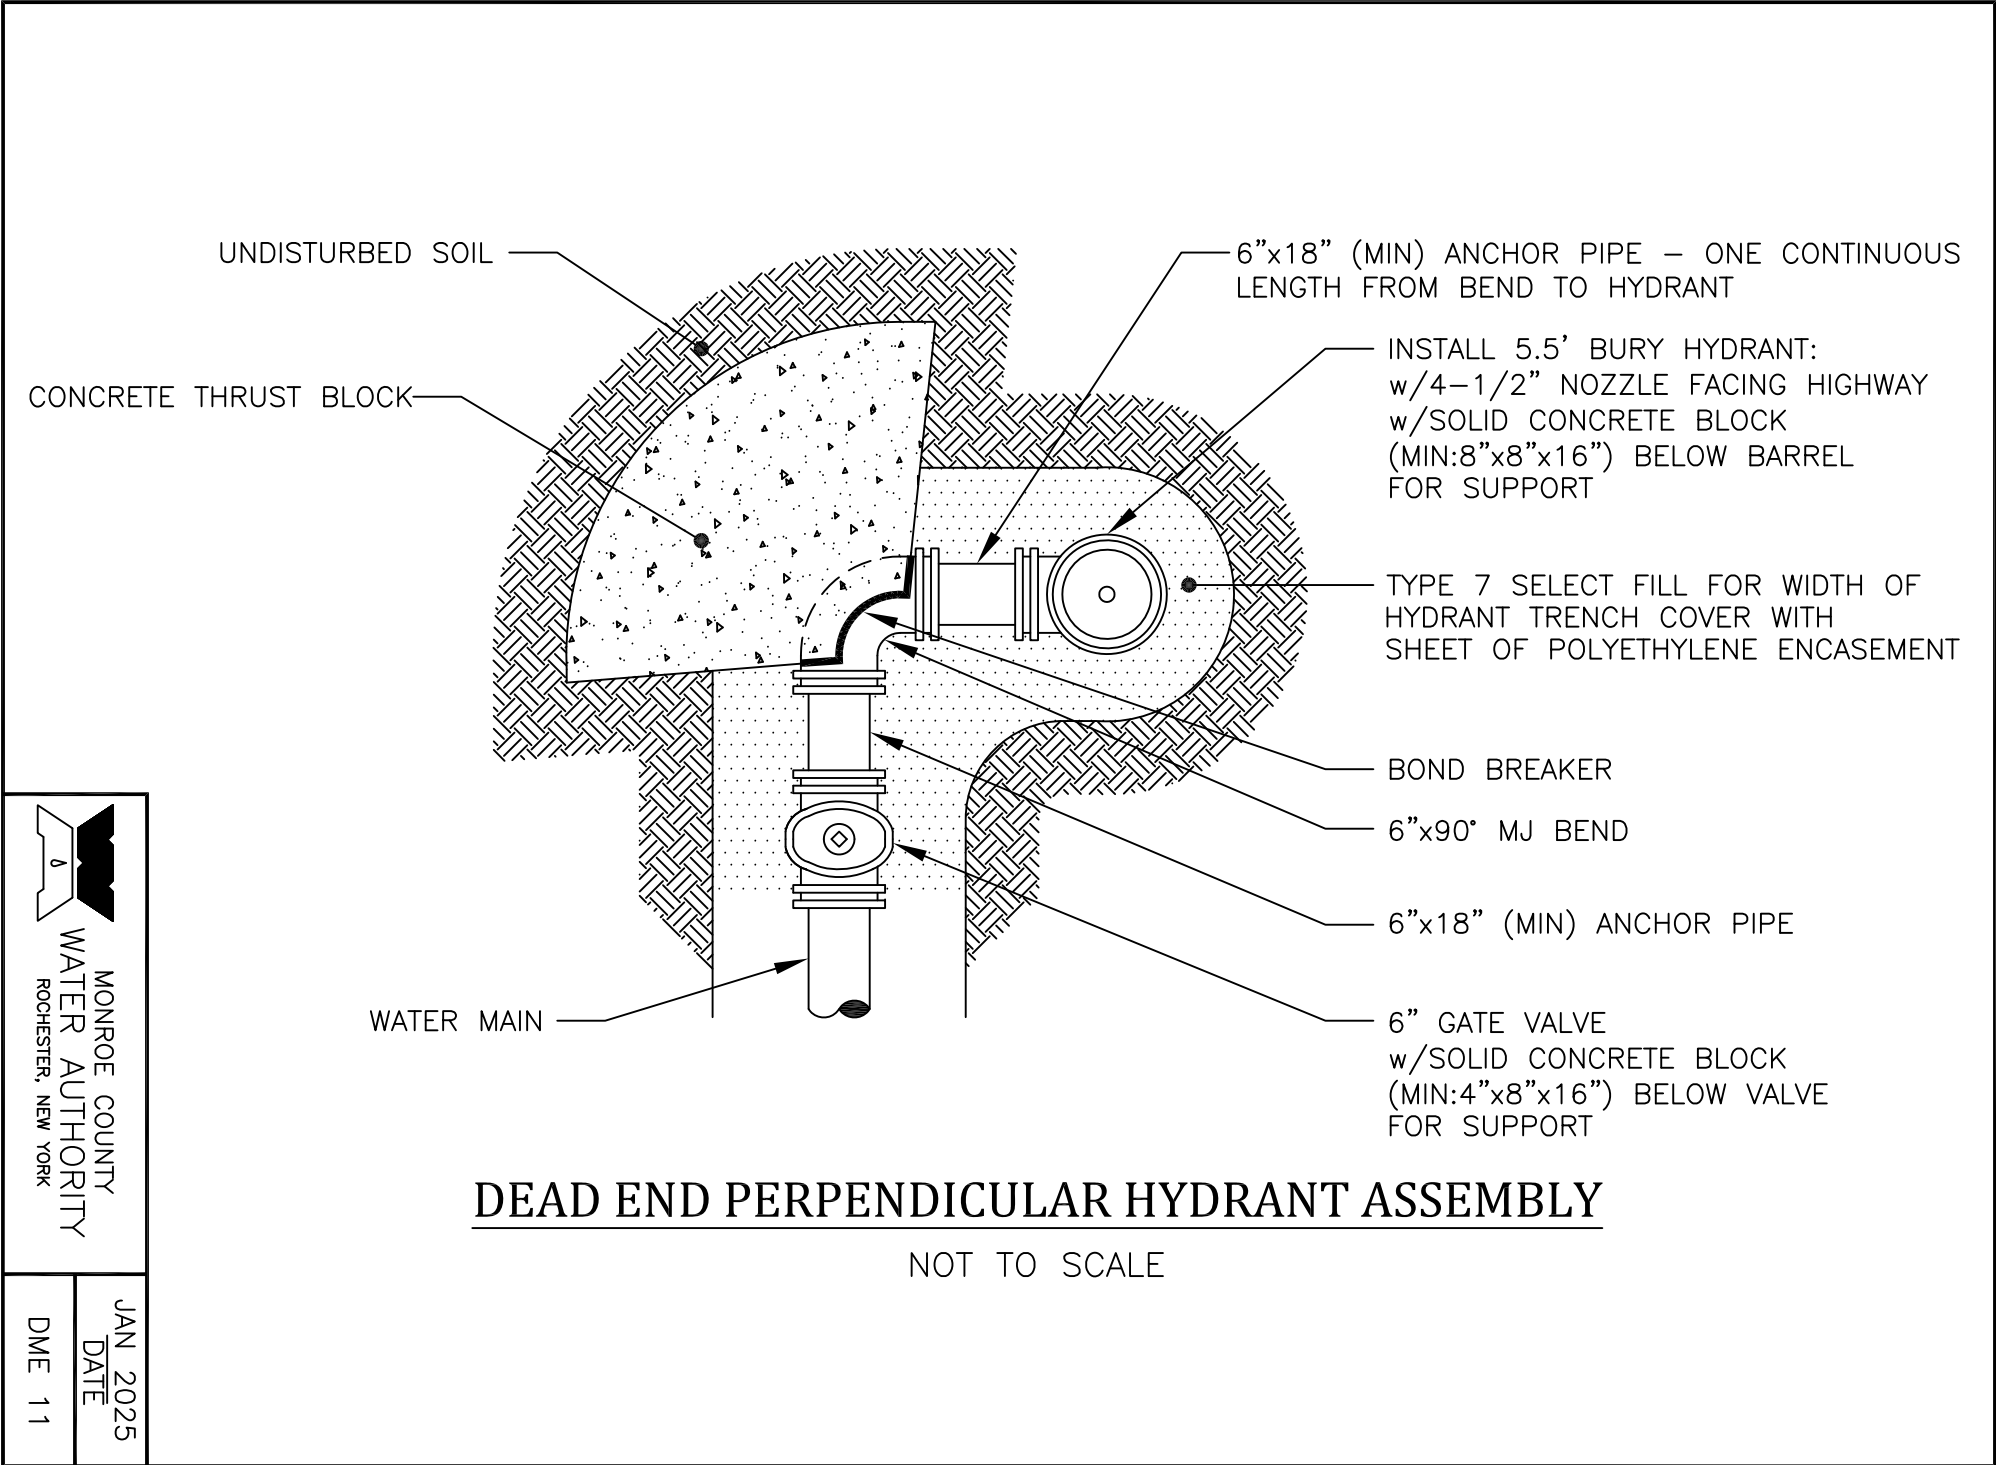 UNDISTURBED SOIL
CONCRETE THRUST BLOCK
6”x18” (MIN) ANCHOR PIPE – ONE CONTINUOUS
LENGTH FROM BEND TO HYDRANT
INSTALL 5.5’ BURY HYDRANT:
w/4–1/2” NOZZLE FACING HIGHWAY
w/SOLID CONCRETE BLOCK
(MIN:8”x8”x16”) BELOW BARREL
FOR SUPPORT
TYPE 7 SELECT FILL FOR WIDTH OF
HYDRANT TRENCH COVER WITH
SHEET OF POLYETHYLENE ENCASEMENT
BOND BREAKER
6”x90° MJ BEND
6”x18” (MIN) ANCHOR PIPE
WATER MAIN
6” GATE VALVE
w/SOLID CONCRETE BLOCK
(MIN:4”x8”x16”) BELOW VALVE
FOR SUPPORT
DEAD END PERPENDICULAR HYDRANT ASSEMBLY
NOT TO SCALE
MONROE COUNTY
WATER AUTHORITY
ROCHESTER, NEW YORK
JAN 2025
DATE
DME 11